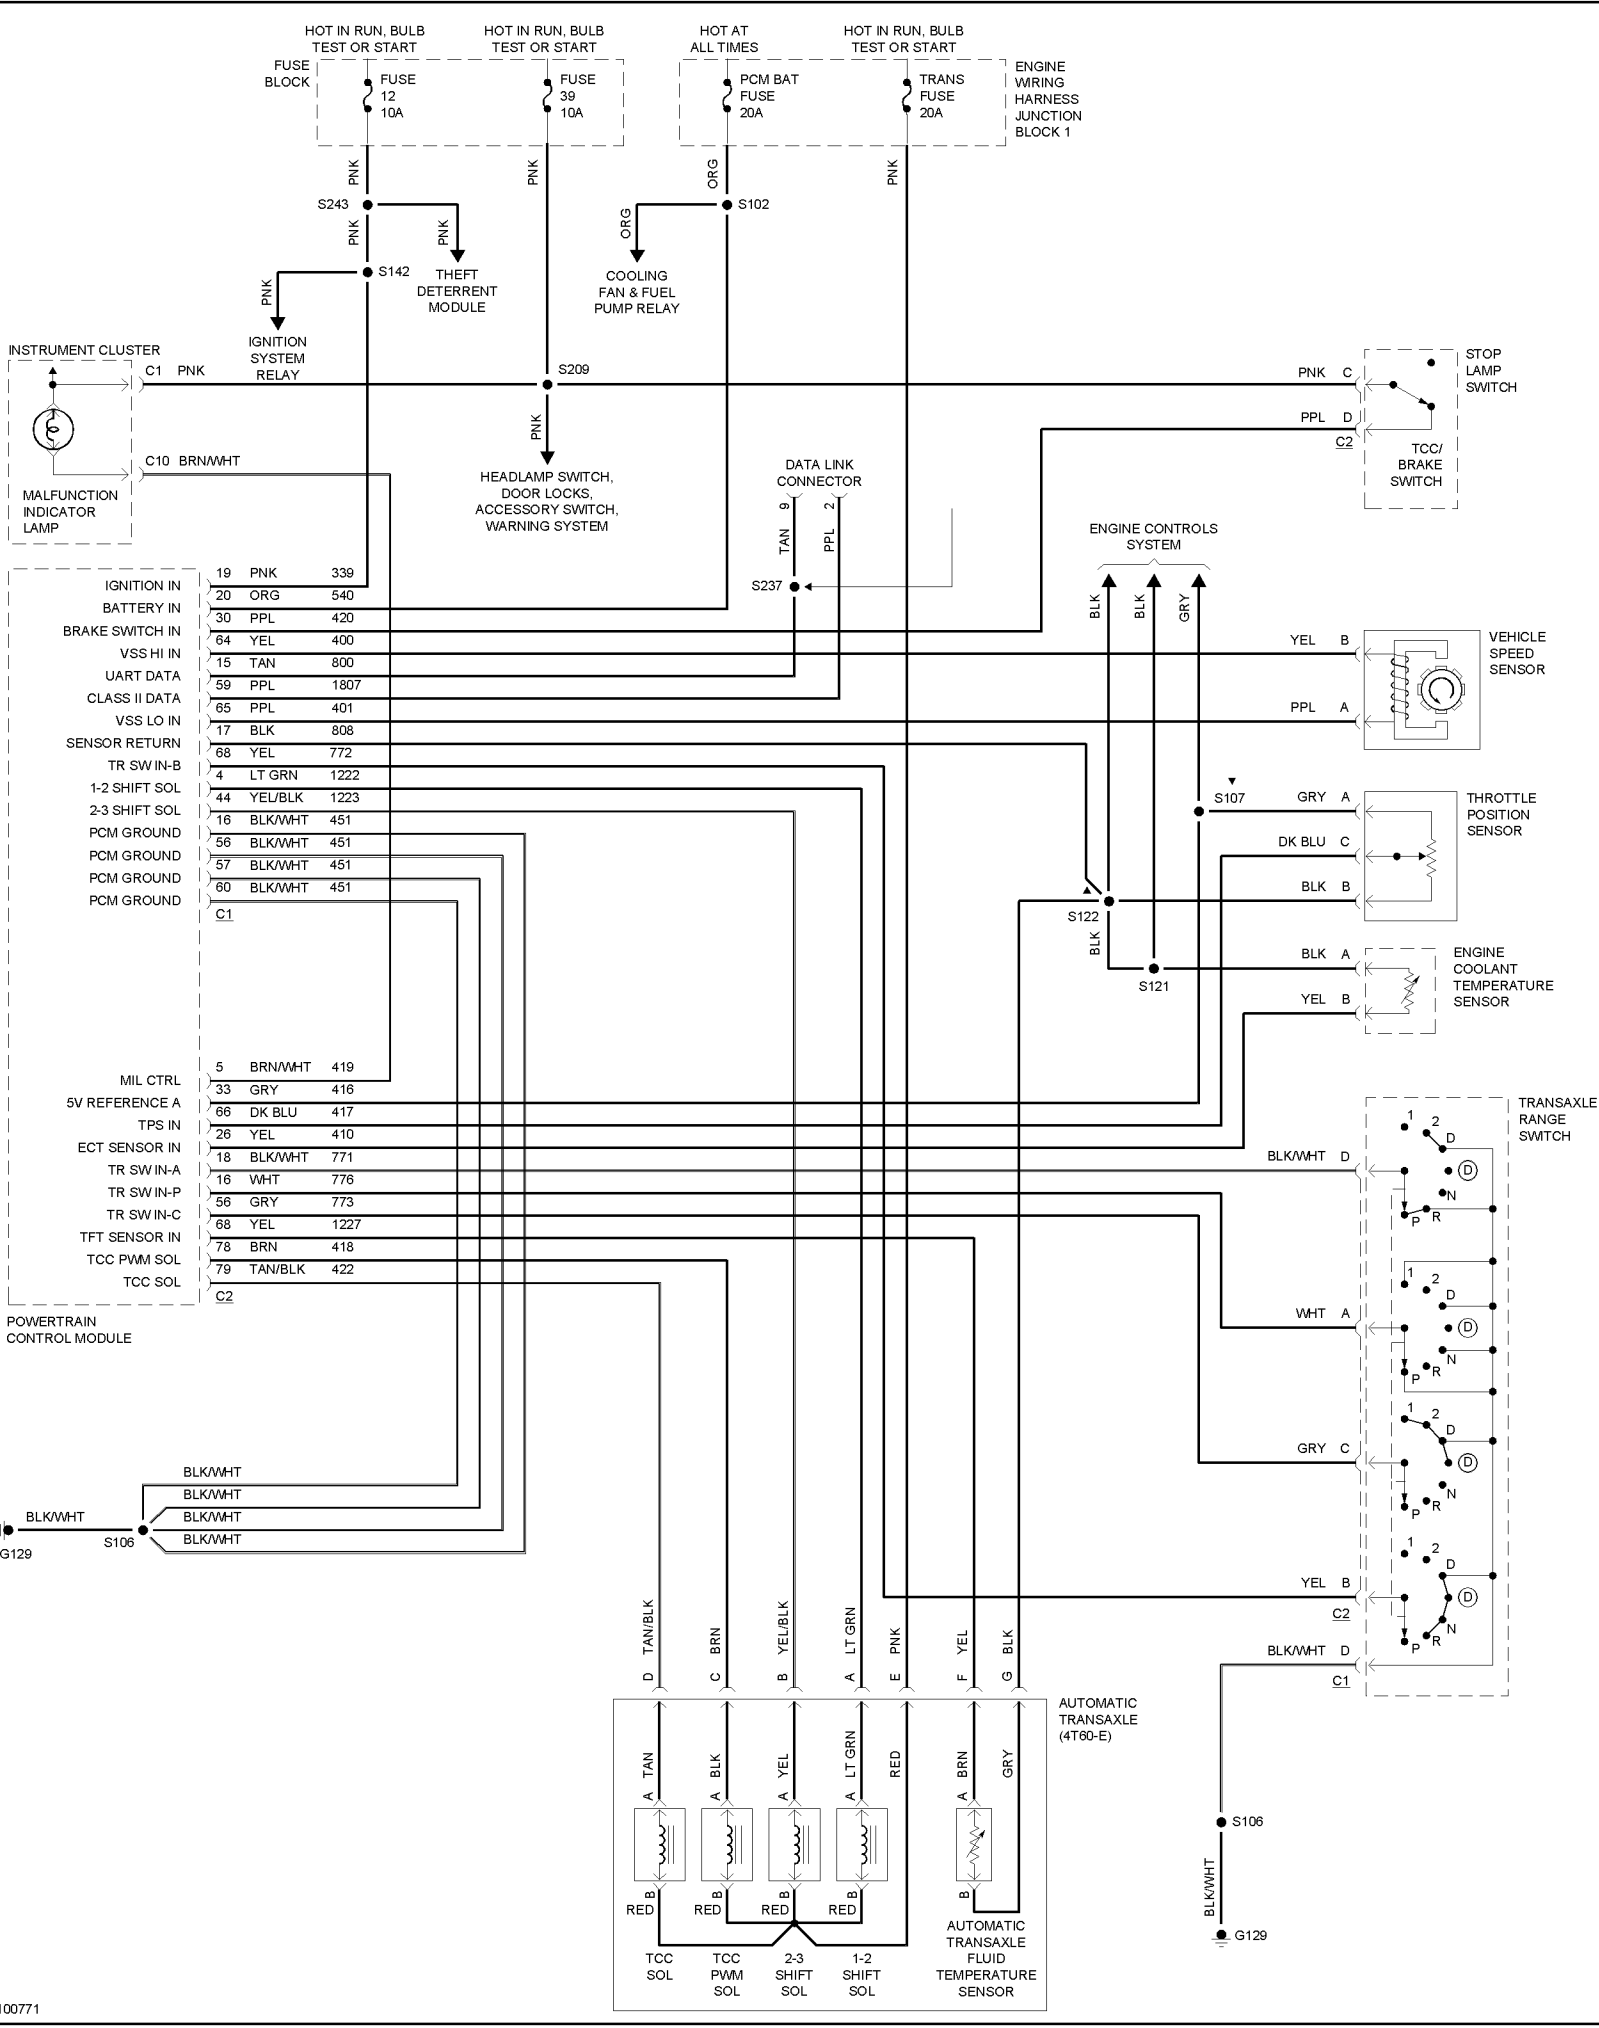 HOT IN RUN, BULB
TEST OR START
HOT IN RUN, BULB
TEST OR START
HOT AT
ALL TIMES
HOT IN RUN, BULB
TEST OR START
FUSE
BLOCK
FUSE
12
10A
FUSE
39
10A
PCM BAT
FUSE
20A
TRANS
FUSE
20A
ENGINE
WIRING
HARNESS
JUNCTION
BLOCK 1
PNK
PNK
ORG
PNK
S243
S102
PNK
PNK
ORG
S142
THEFT
DETERRENT
MODULE
COOLING
FAN & FUEL
PUMP RELAY
PNK
IGNITION
SYSTEM
RELAY
INSTRUMENT CLUSTER
C1 PNK
S209
PNK C
STOP
LAMP
SWITCH
PNK
PPL D
C2
TCC/
BRAKE
SWITCH
C10 BRN/WHT
HEADLAMP SWITCH,
DOOR LOCKS,
ACCESSORY SWITCH,
WARNING SYSTEM
DATA LINK
CONNECTOR
MALFUNCTION
INDICATOR
LAMP
9
2
TAN
PPL
ENGINE CONTROLS
SYSTEM
S237
BLK
BLK
GRY
IGNITION IN 19 PNK 339
BATTERY IN 20 ORG 540
BRAKE SWITCH IN 30 PPL 420
VSS HI IN 64 YEL 400
UART DATA 15 TAN 800
CLASS II DATA 59 PPL 1807
VSS LO IN 65 PPL 401
SENSOR RETURN 17 BLK 808
TR SW IN-B 68 YEL 772
1-2 SHIFT SOL 4 LT GRN 1222
2-3 SHIFT SOL 44 YEL/BLK 1223
PCM GROUND 16 BLK/WHT 451
PCM GROUND 56 BLK/WHT 451
PCM GROUND 57 BLK/WHT 451
PCM GROUND 60 BLK/WHT 451
C1
YEL B
PPL A
VEHICLE
SPEED
SENSOR
S107
GRY A
DK BLU C
BLK B
THROTTLE
POSITION
SENSOR
S122
BLK
S121
BLK A
YEL B
ENGINE
COOLANT
TEMPERATURE
SENSOR
MIL CTRL 5 BRN/WHT 419
5V REFERENCE A 33 GRY 416
TPS IN 66 DK BLU 417
ECT SENSOR IN 26 YEL 410
TR SW IN-A 18 BLK/WHT 771
TR SW IN-P 16 WHT 776
TR SW IN-C 56 GRY 773
TFT SENSOR IN 68 YEL 1227
TCC PWM SOL 78 BRN 418
TCC SOL 79 TAN/BLK 422
C2
POWERTRAIN
CONTROL MODULE
TRANSAXLE
RANGE
SWITCH
BLK/WHT D
1 2 D D N R P
WHT A
1 2 D D N R P
GRY C
1 2 D D N R P
YEL B
C2
1 2 D D N R P
BLK/WHT D
C1
BLK/WHT
BLK/WHT
BLK/WHT
BLK/WHT
BLK/WHT
S106
G129
D TAN/BLK
C BRN
B YEL/BLK
A LT GRN
E PNK
F YEL
G BLK
AUTOMATIC
TRANSAXLE
(4T60-E)
A TAN
A BLK
A YEL
A LT GRN
RED
A BRN
GRY
B
B
B
B
B
RED
RED
RED
RED
TCC
SOL
TCC
PWM
SOL
2-3
SHIFT
SOL
1-2
SHIFT
SOL
AUTOMATIC
TRANSAXLE
FLUID
TEMPERATURE
SENSOR
S106
BLK/WHT
G129
100771